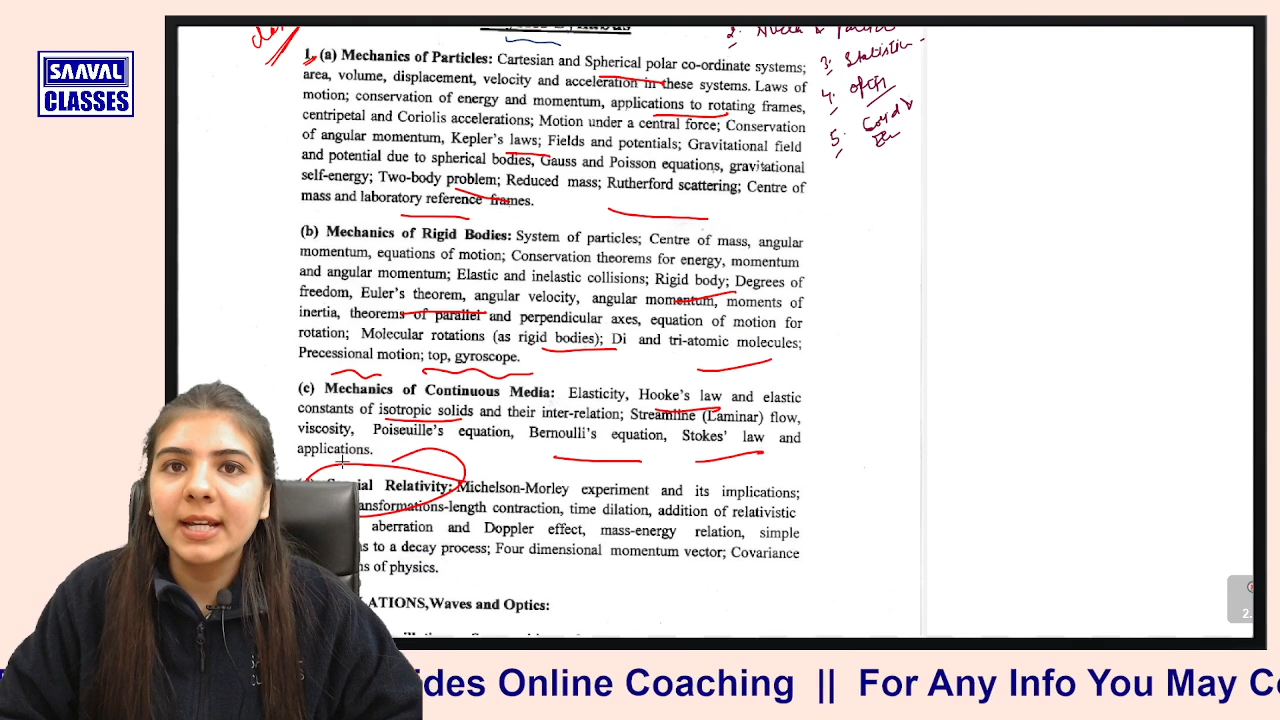 SAAVAL
CLASSES
1. (a) Mechanics of Particles: Cartesian and Spherical polar co-ordinate systems;
area, volume, displacement, velocity and acceleration in these systems. Laws of
motion; conservation of energy and momentum, applications to rotating frames,
centripetal and Coriolis accelerations; Motion under a central force; Conservation
of angular momentum, Kepler's laws; Fields and potentials; Gravitational field
and potential due to spherical bodies, Gauss and Poisson equations, gravitational
self-energy; Two-body problem; Reduced mass; Rutherford scattering; Centre of
mass and laboratory reference frames.
(b) Mechanics of Rigid Bodies: System of particles; Centre of mass, angular
momentum, equations of motion; Conservation theorems for energy, momentum
and angular momentum; Elastic and inelastic collisions; Rigid body; Degrees of
freedom, Euler's theorem, angular velocity, angular momentum, moments of
inertia, theorems of parallel and perpendicular axes, equation of motion for
rotation; Molecular rotations (as rigid bodies); Di and tri-atomic molecules;
Precessional motion; top, gyroscope.
(c) Mechanics of Continuous Media: Elasticity, Hooke's law and elastic
constants of isotropic solids and their inter-relation; Streamline (Laminar) flow,
viscosity, Poiseuille's equation, Bernoulli's equation, Stokes' law and
applications.
Relativity: Michelson-Morley experiment and its implications;
ansformations-length contraction, time dilation, addition of relativistic
aberration and Doppler effect, mass-energy relation, simple
to a decay process; Four dimensional momentum vector; Covariance
of physics.
LATIONS,Waves and Optics:
2.
3.
4.
5.
2.
ides Online Coaching || For Any Info You May Co